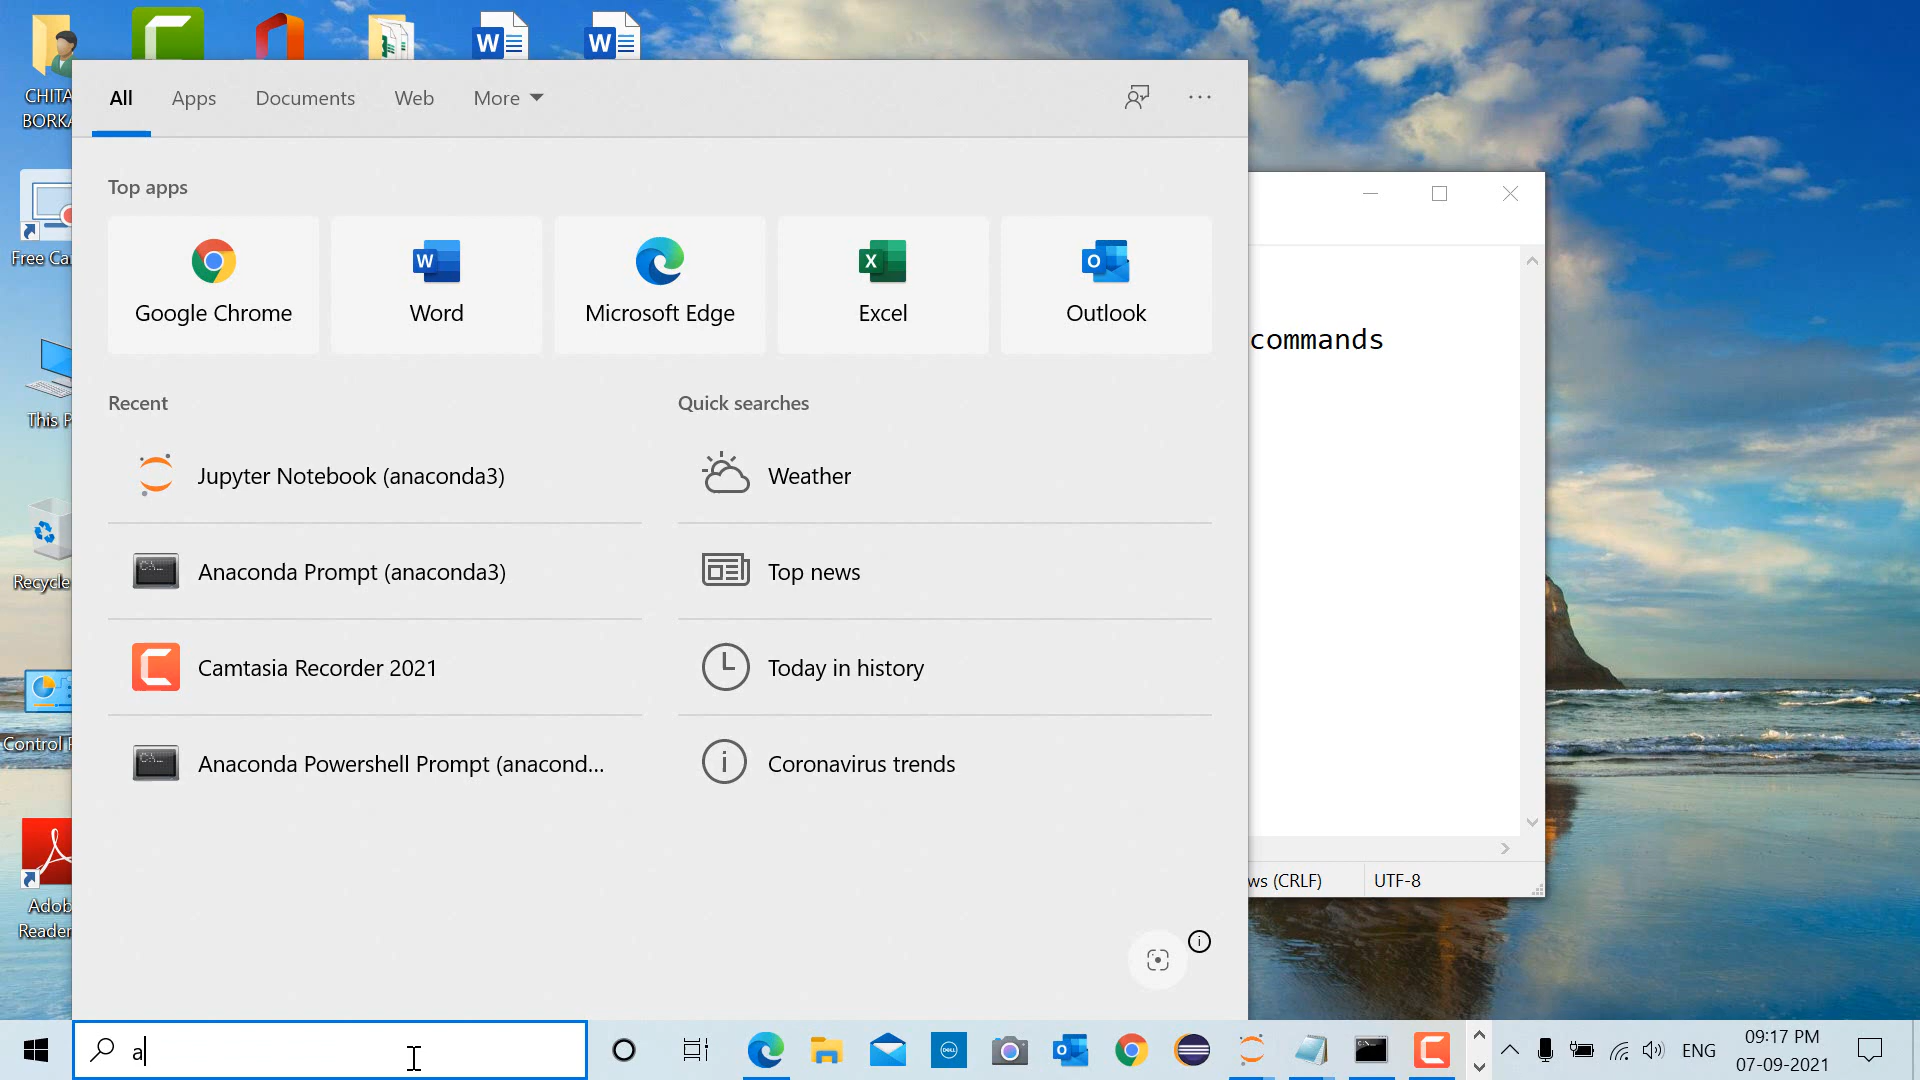 CHITA
BORKA
Free Ca
This P
Recycle
Control P
Adob
Reader
All Apps Documents Web More
Top apps
Google Chrome Word Microsoft Edge Excel Outlook
commands
Recent
Jupyter Notebook (anaconda3)
Anaconda Prompt (anaconda3)
Camtasia Recorder 2021
Anaconda Powershell Prompt (anacond...
Quick searches
Weather
Top news
Today in history
Coronavirus trends
ws (CRLF) UTF-8
a
ENG
09:17 PM
07-09-2021